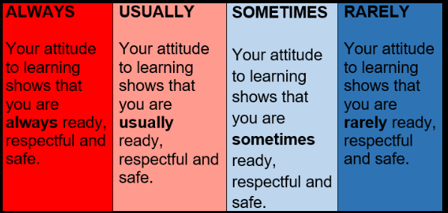 ALWAYS
Your attitude
to learning
shows that
you are
always ready,
respectful and
safe.
USUALLY
Your attitude
to learning
shows that
you are
usually
ready,
respectful and
safe.
SOMETIMES
Your attitude
to learning
shows that
you are
sometimes
ready,
respectful and
safe.
RARELY
Your attitude
to learning
shows that
you are
rarely ready,
respectful and
safe.